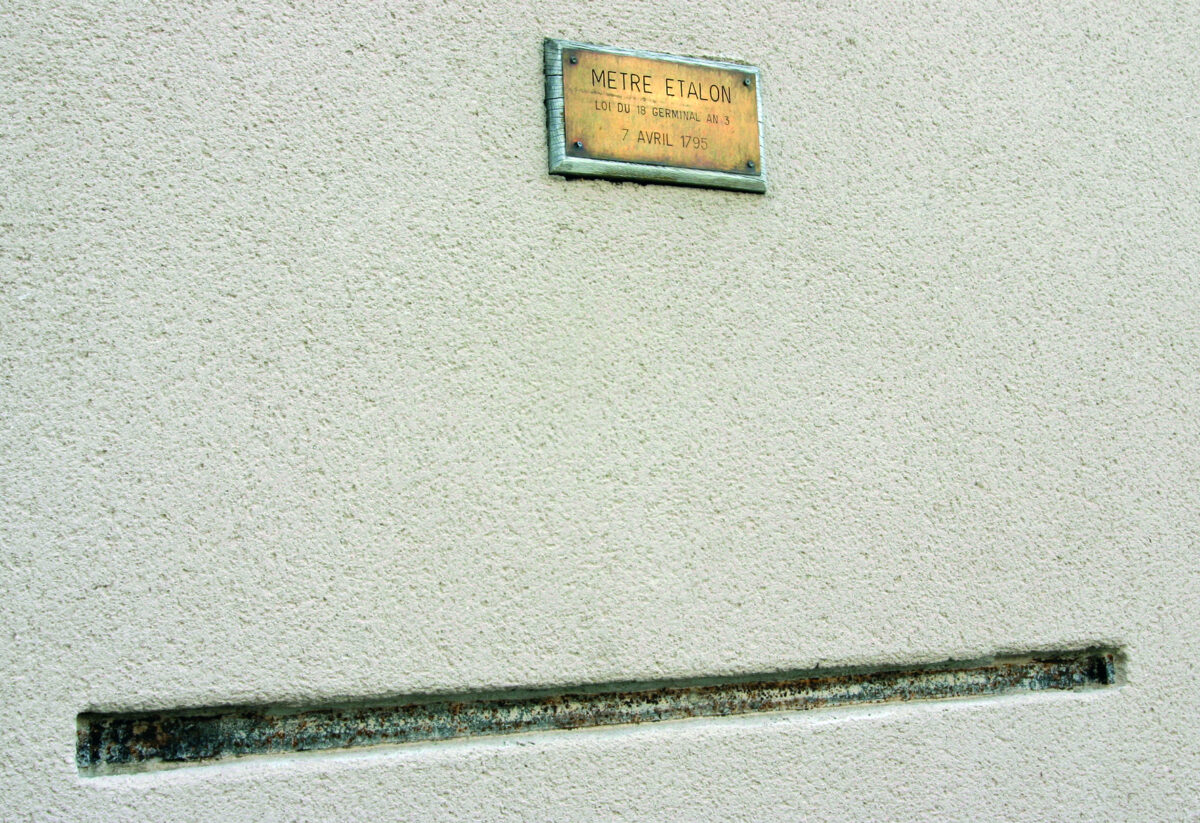 METRE ETALON
LOI DU 18 GERMINAL AN 3
7 AVRIL 1795